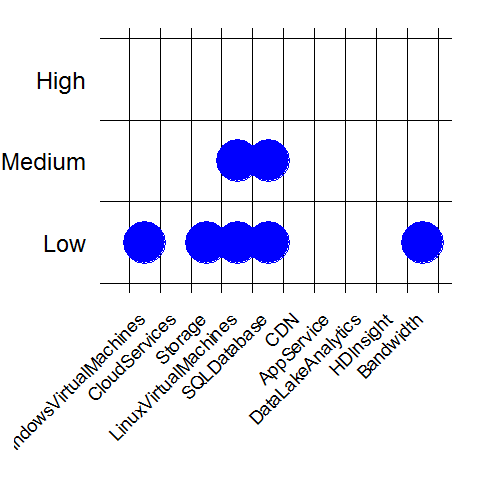 High
Medium
Low
ndowsVirtualMachines
CloudServices
Storage
LinuxVirtualMachines
SQLDatabase
CDN
AppService
DataLakeAnalytics
HDInsight
Bandwidth